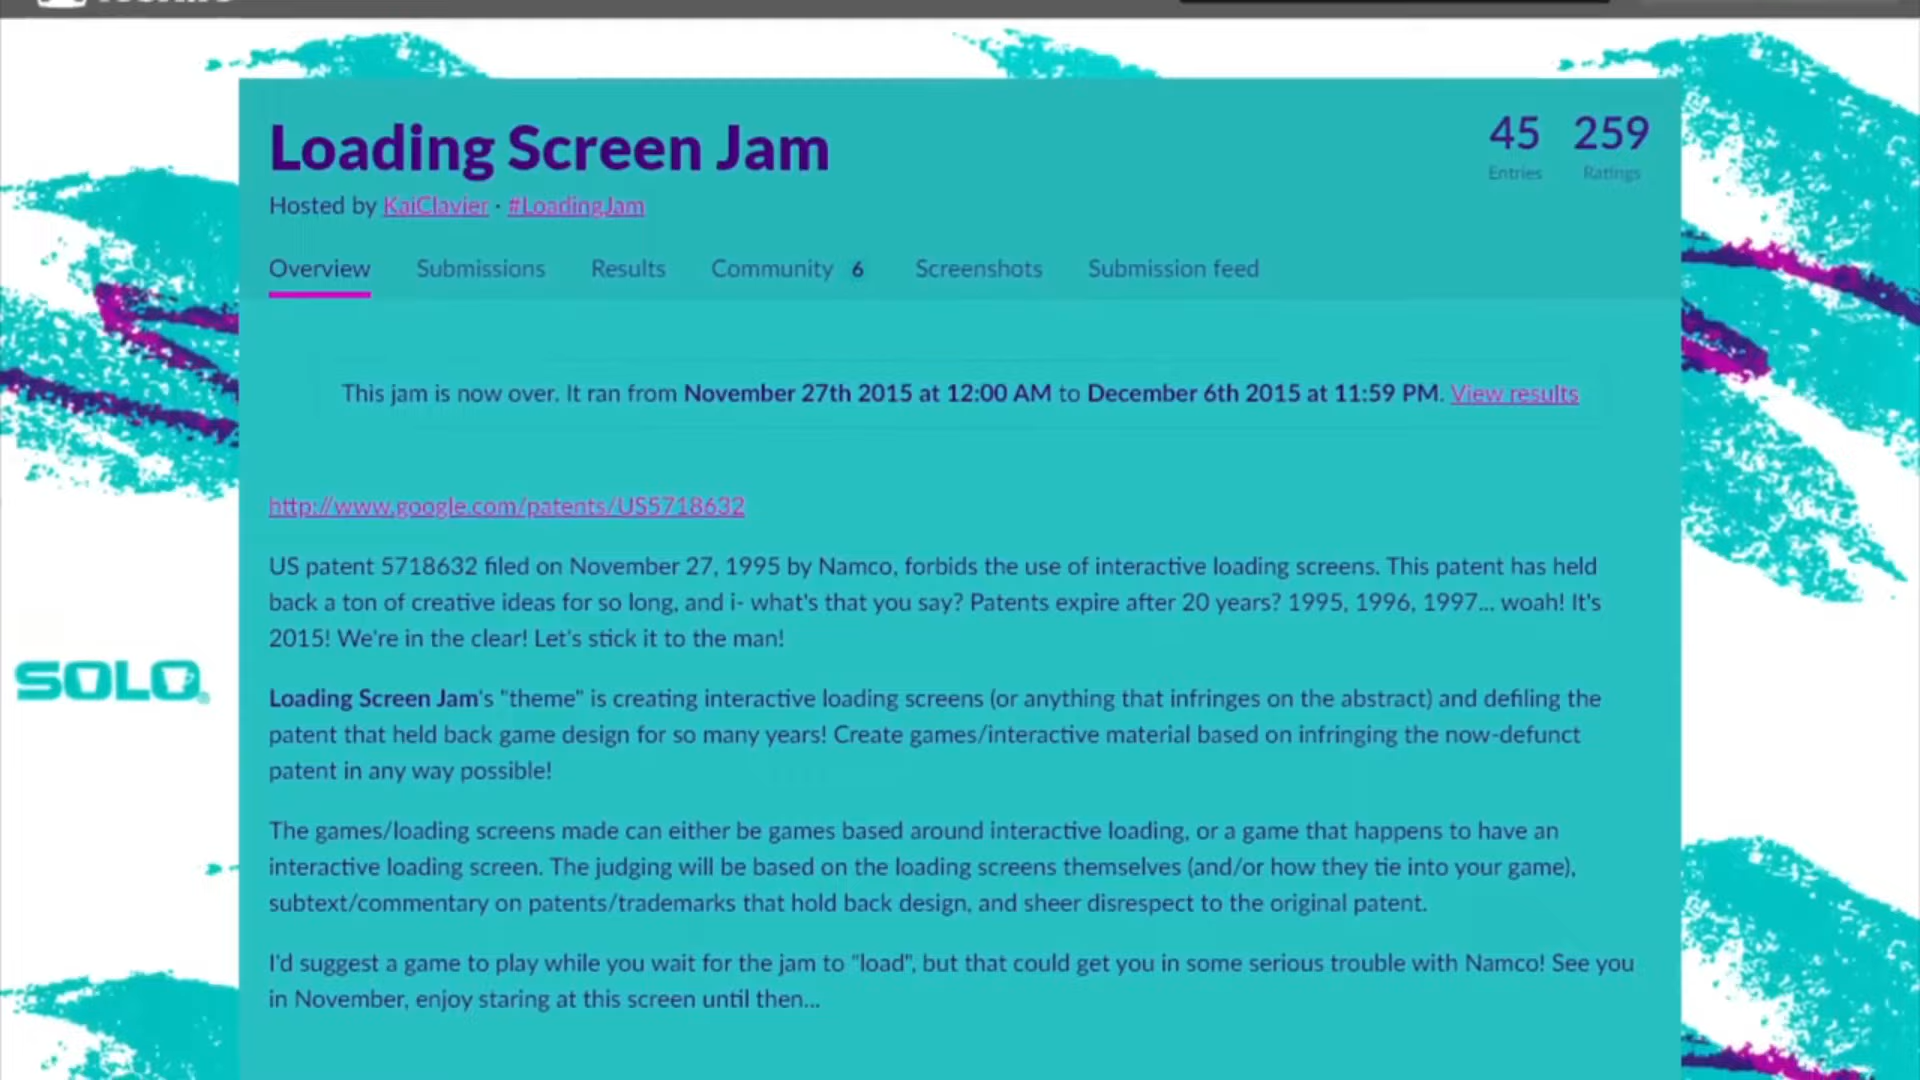 Loading Screen Jam
45 259
Entries Ratings
Hosted by KaiClavier · #LoadingJam
Overview Submissions Results Community 6 Screenshots Submission feed
This jam is now over. It ran from November 27th 2015 at 12:00 AM to December 6th 2015 at 11:59 PM. View results
http://www.google.com/patents/US5718632
US patent 5718632 filed on November 27, 1995 by Namco, forbids the use of interactive loading screens. This patent has held
back a ton of creative ideas for so long, and i- what's that you say? Patents expire after 20 years? 1995, 1996, 1997... woah! It's
2015! We're in the clear! Let's stick it to the man!
SOLO
Loading Screen Jam's "theme" is creating interactive loading screens (or anything that infringes on the abstract) and defiling the
patent that held back game design for so many years! Create games/interactive material based on infringing the now-defunct
patent in any way possible!
The games/loading screens made can either be games based around interactive loading, or a game that happens to have an
interactive loading screen. The judging will be based on the loading screens themselves (and/or how they tie into your game),
subtext/commentary on patents/trademarks that hold back design, and sheer disrespect to the original patent.
I'd suggest a game to play while you wait for the jam to "load", but that could get you in some serious trouble with Namco! See you
in November, enjoy staring at this screen until then...